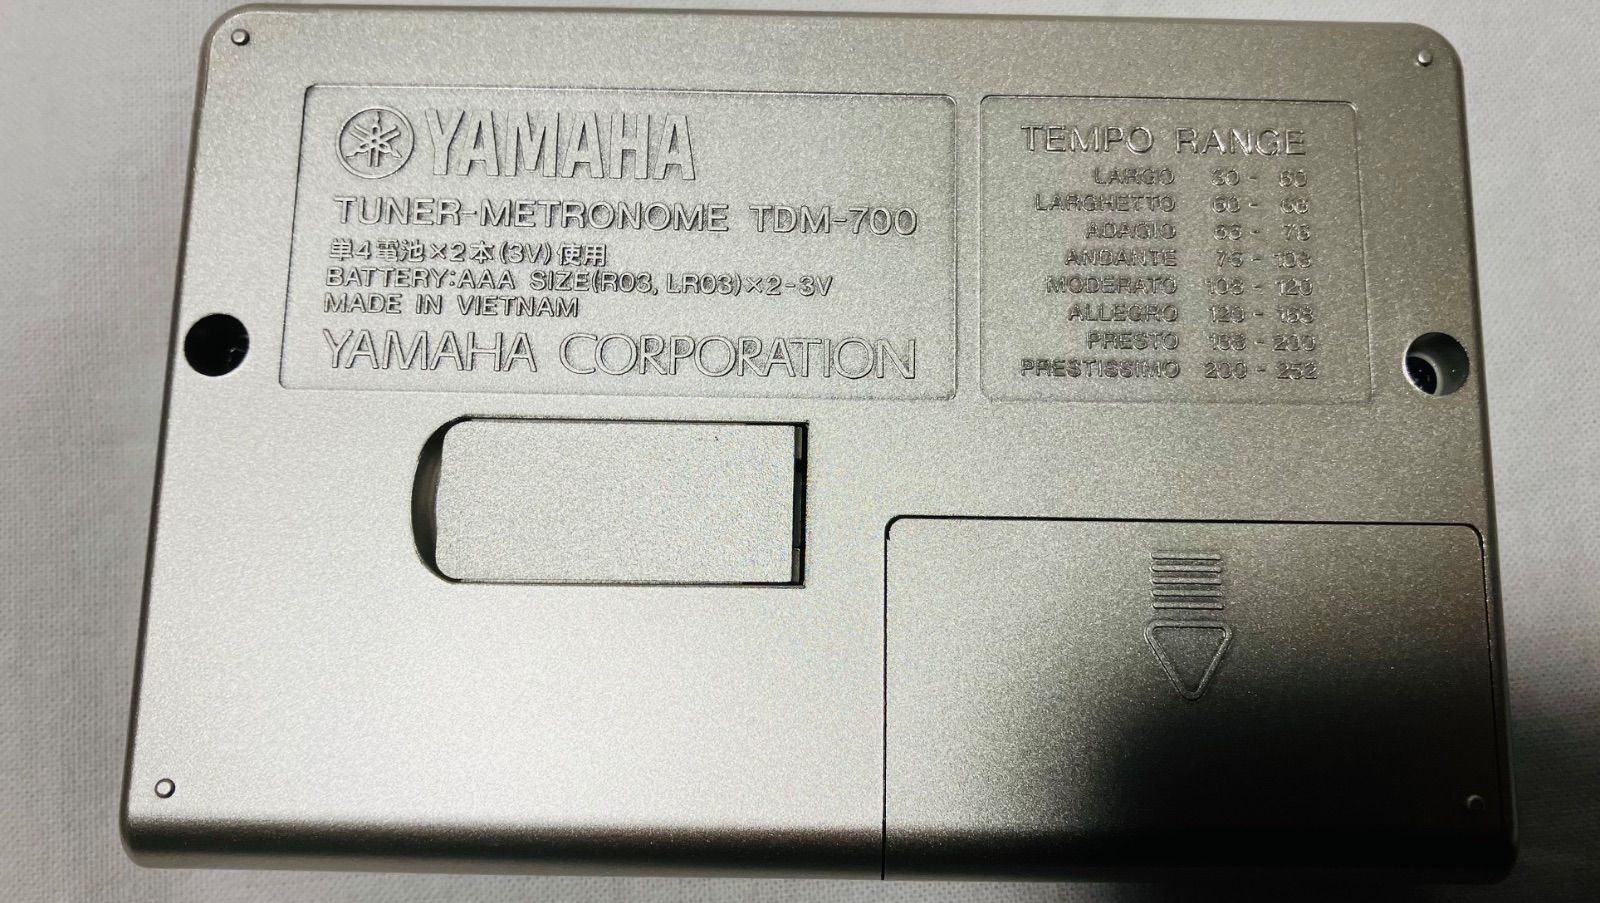 YAMAHA
TUNER-METRONOME TDM-700
単4電池×2本(3V)使用
BATTERY:AAA SIZE(R03, LR03)×2-3V
MADE IN VIETNAM
YAMAHA CORPORATION
TEMPO RANGE
LARGO 30 - 60
LARGHETTO 60 - 66
ADAGIO 66 - 76
ANDANTE 76 - 108
MODERATO 108 - 120
ALLEGRO 120 - 168
PRESTO 168 - 200
PRESTISSIMO 200 - 252